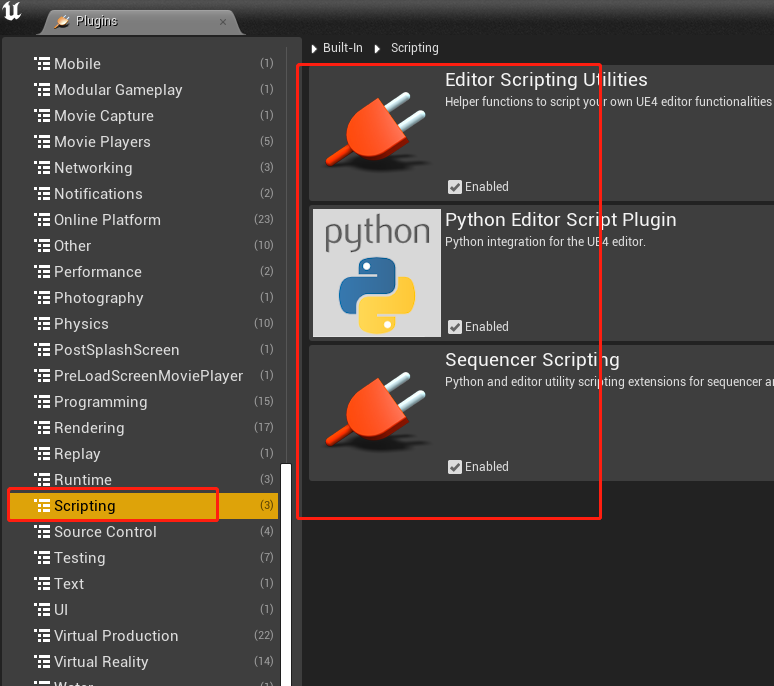 Plugins
Mobile (1)
Modular Gameplay (1)
Movie Capture (1)
Movie Players (5)
Networking (3)
Notifications (2)
Online Platform (23)
Other (10)
Performance (2)
Photography (1)
Physics (10)
PostSplashScreen (1)
PreLoadScreenMoviePlayer (1)
Programming (15)
Rendering (17)
Replay (1)
Runtime (3)
Scripting (3)
Source Control (4)
Testing (7)
Text (1)
UI (1)
Virtual Production (22)
Virtual Reality (14)
Built-In Scripting
Editor Scripting Utilities
Helper functions to script your own UE4 editor functionalities
Enabled
python
Python Editor Script Plugin
Python integration for the UE4 editor.
Enabled
Sequencer Scripting
Python and editor utility scripting extensions for sequencer
Enabled